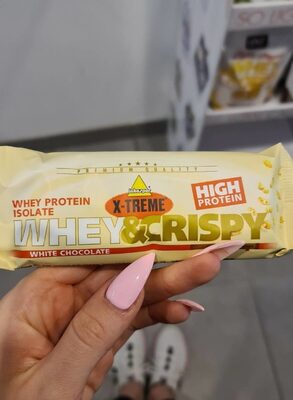 PREMIUM QUALITY
X-TREME
WHEY PROTEIN
ISOLATE
HIGH
PROTEIN
WHEY&CRISPY
WHITE CHOCOLATE